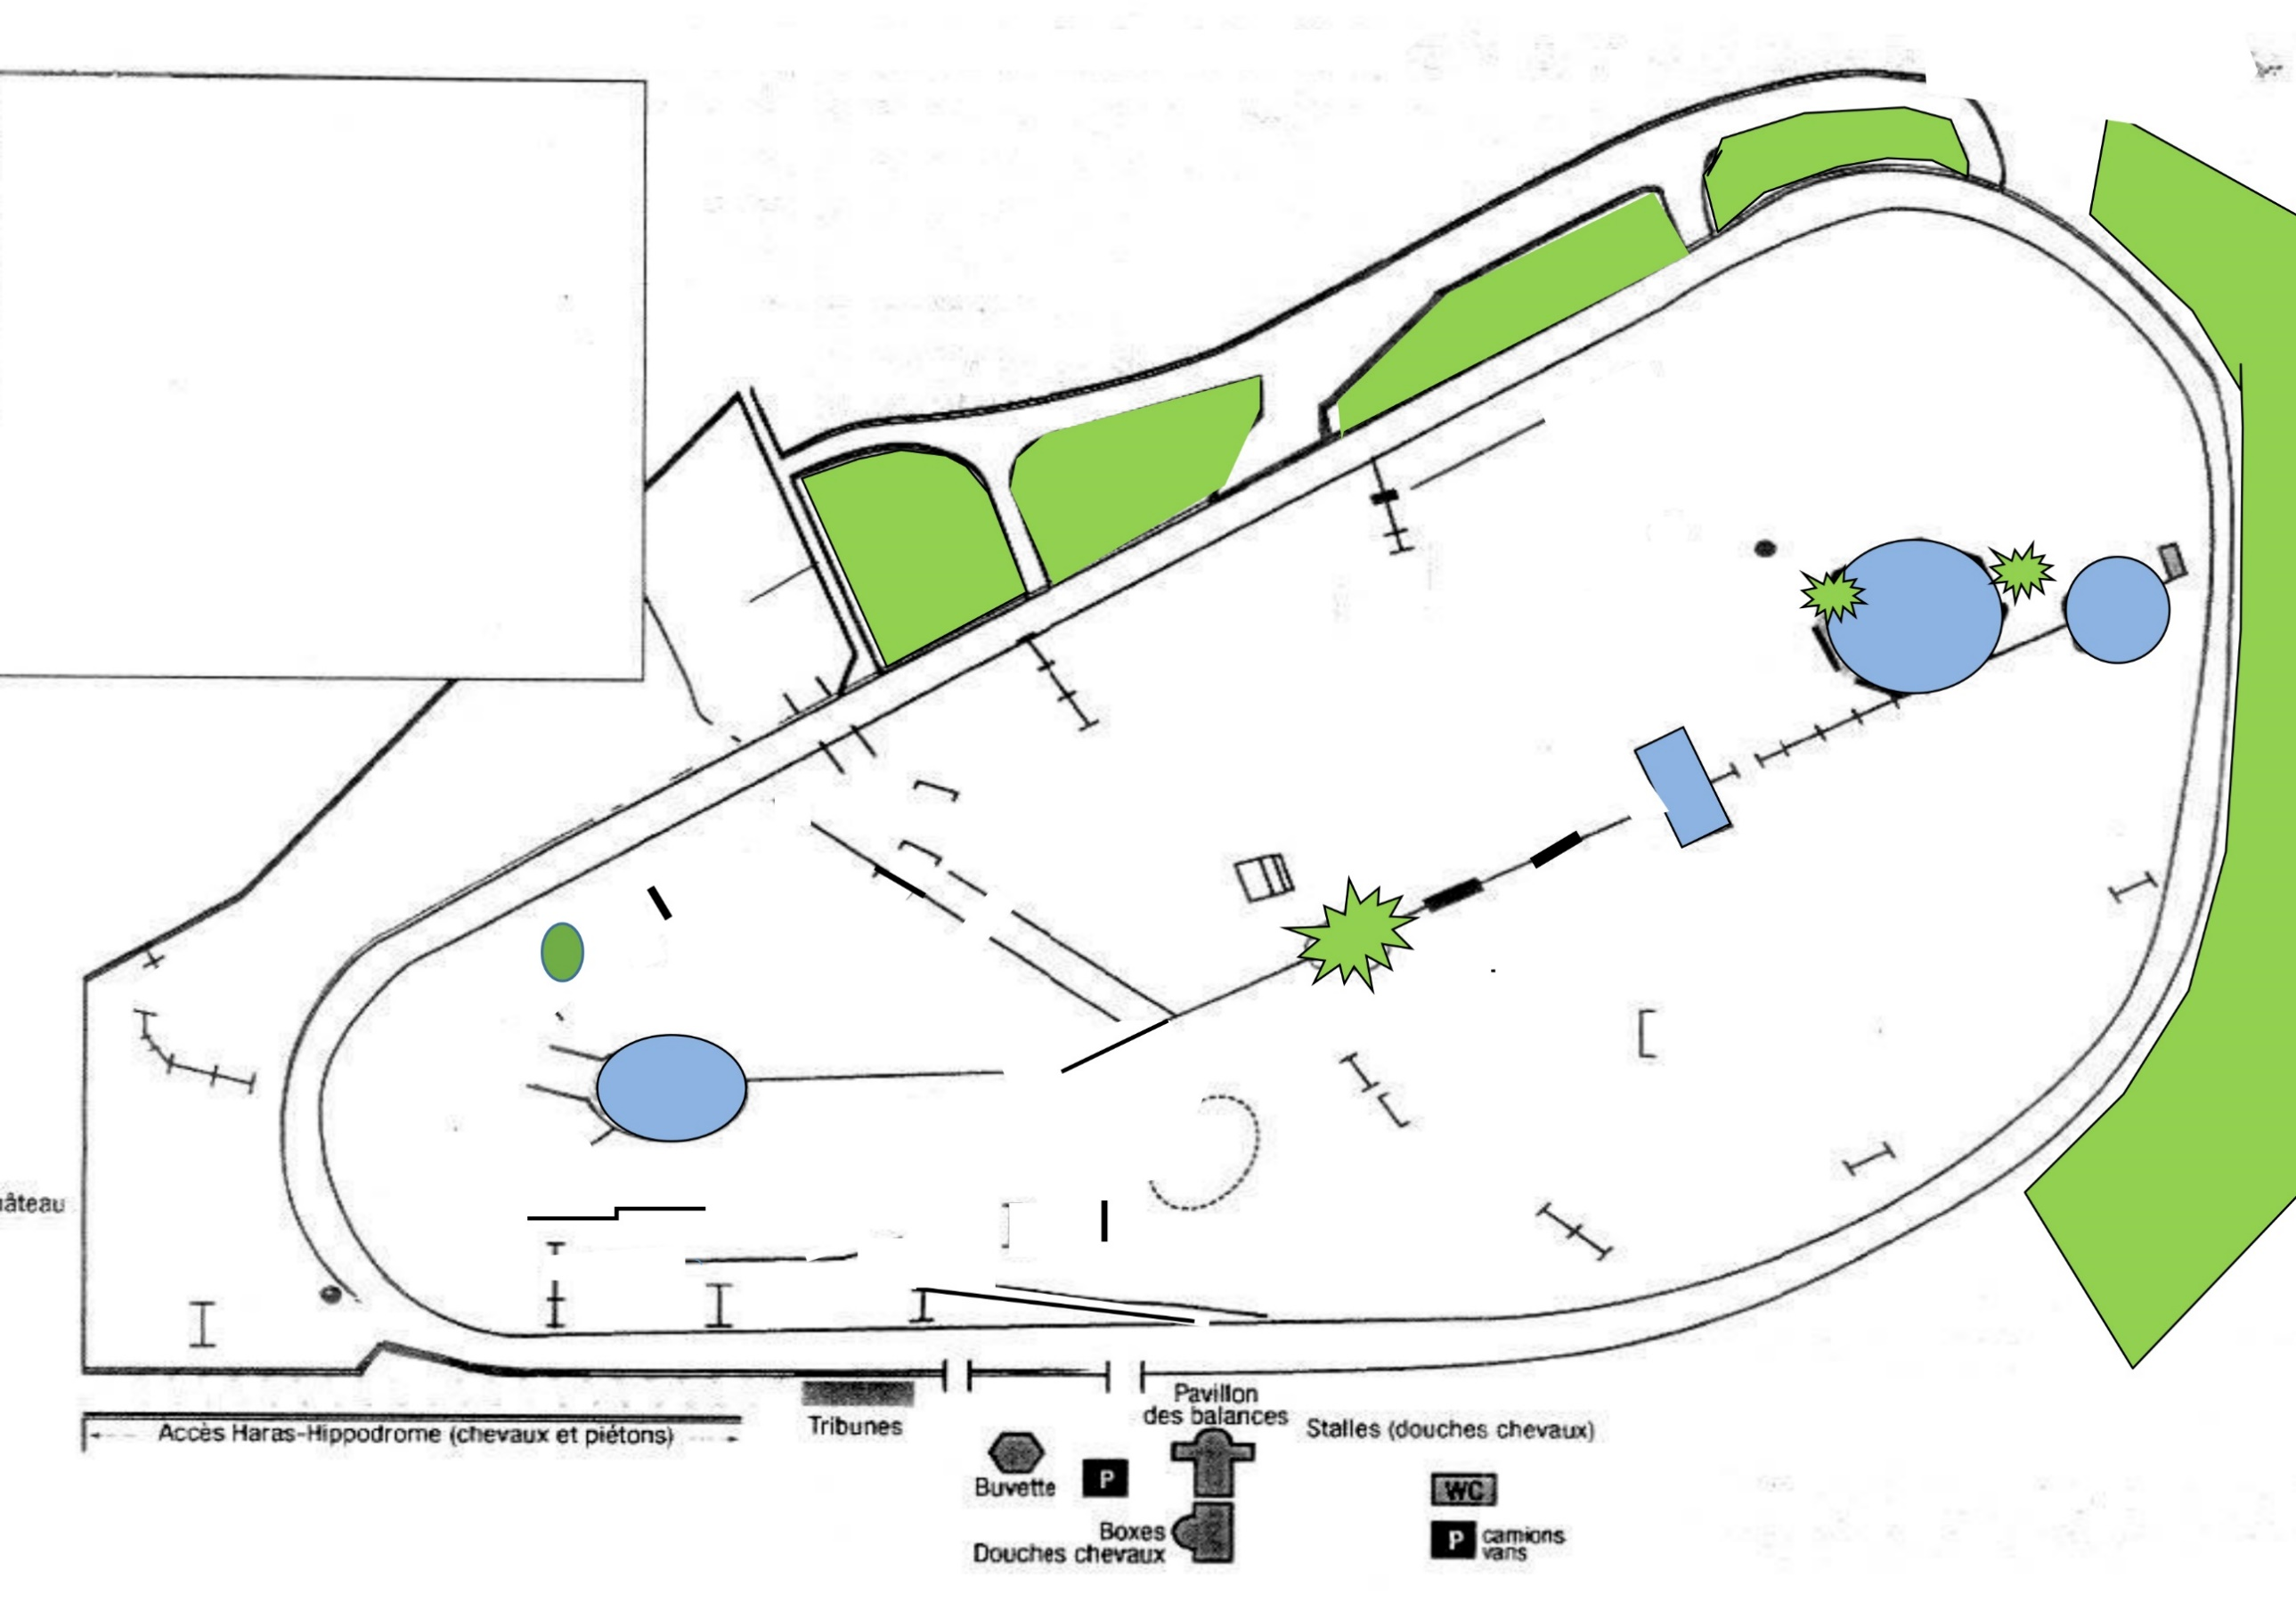 Accès Haras-Hippodrome (chevaux et piétons)
Tribunes
Pavillon
des balances
Stalles (douches chevaux)
Buvette
P
WC
Boxes
Douches chevaux
P
camions
vans